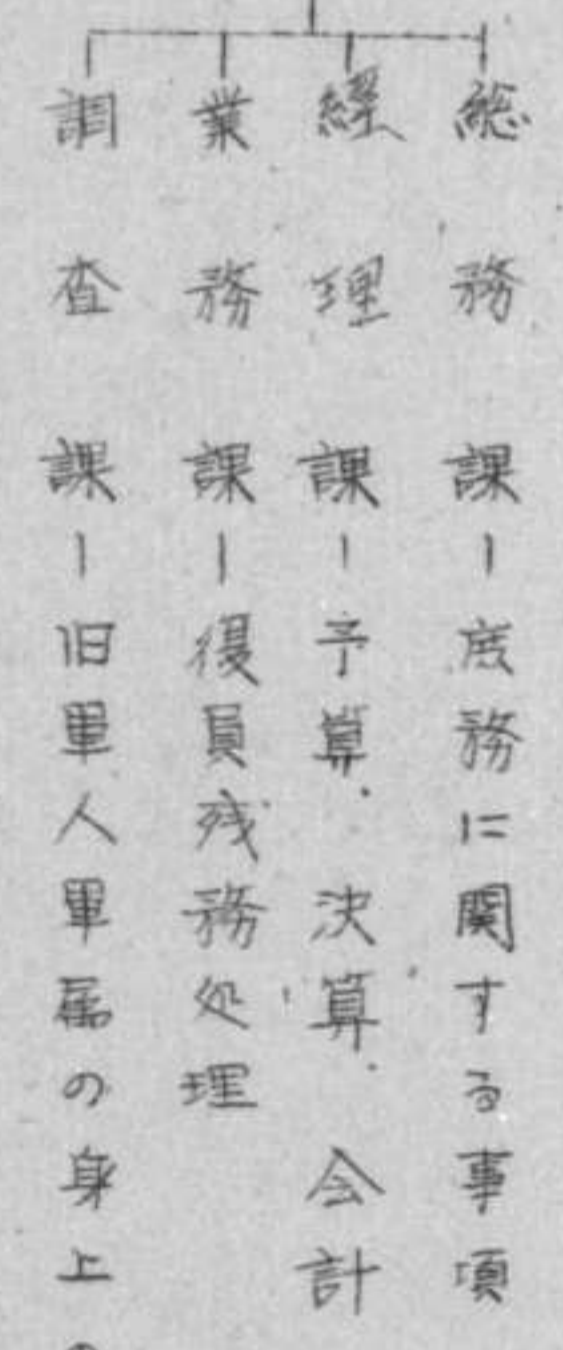 総務課ー庶務に関する事項
経理課ー予算、決算、会計
業務課ー復員残務処理
調査課ー旧軍人軍属の身上の